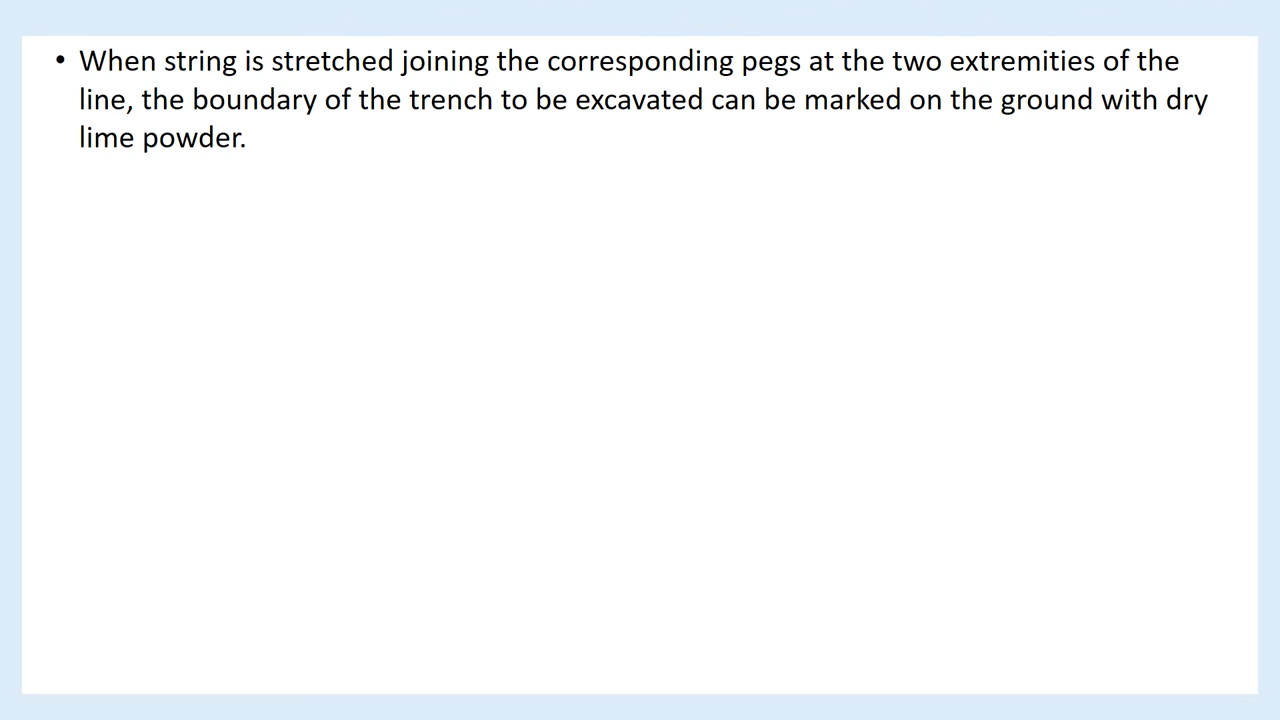 • When string is stretched joining the corresponding pegs at the two extremities of the
line, the boundary of the trench to be excavated can be marked on the ground with dry
lime powder.